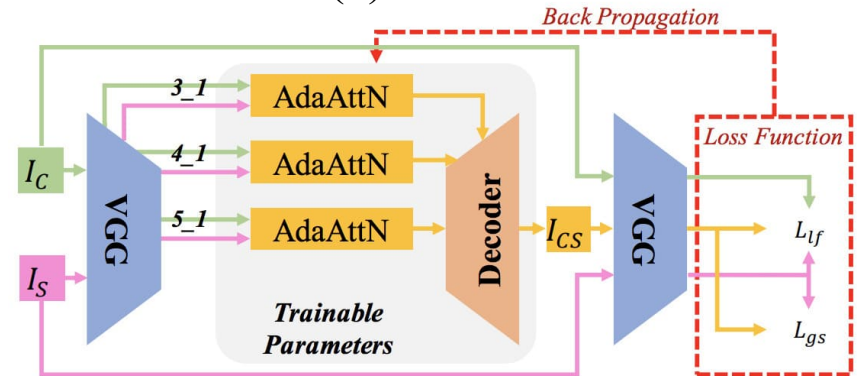 Back Propagation
3_1
AdaAttN
Loss Function
4_1
AdaAttN
I_C
VGG
5_1
AdaAttN
Decoder
I_CS
VGG
L_lf
I_S
Trainable
Parameters
L_gs